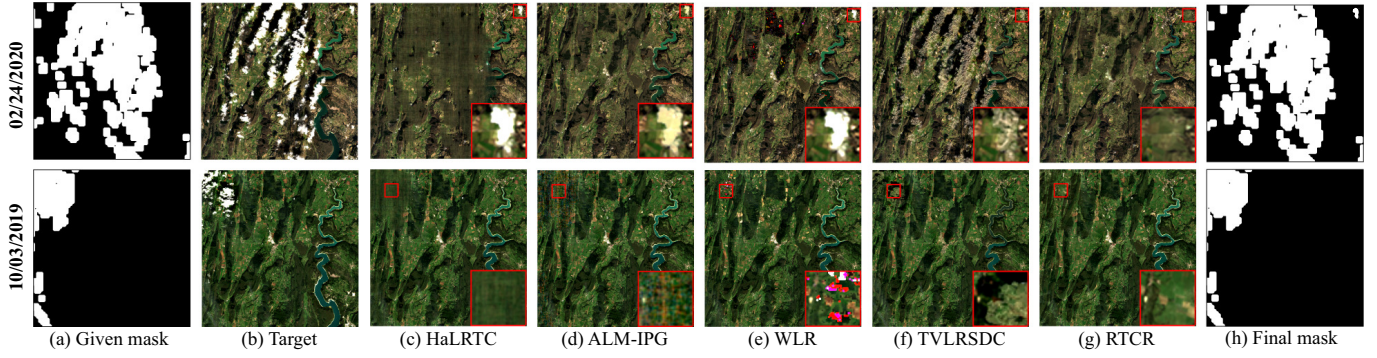 02/24/2020
10/03/2019
(a) Given mask (b) Target (c) HaLRTC (d) ALM-IPG (e) WLR (f) TVLRSDC (g) RTCR (h) Final mask